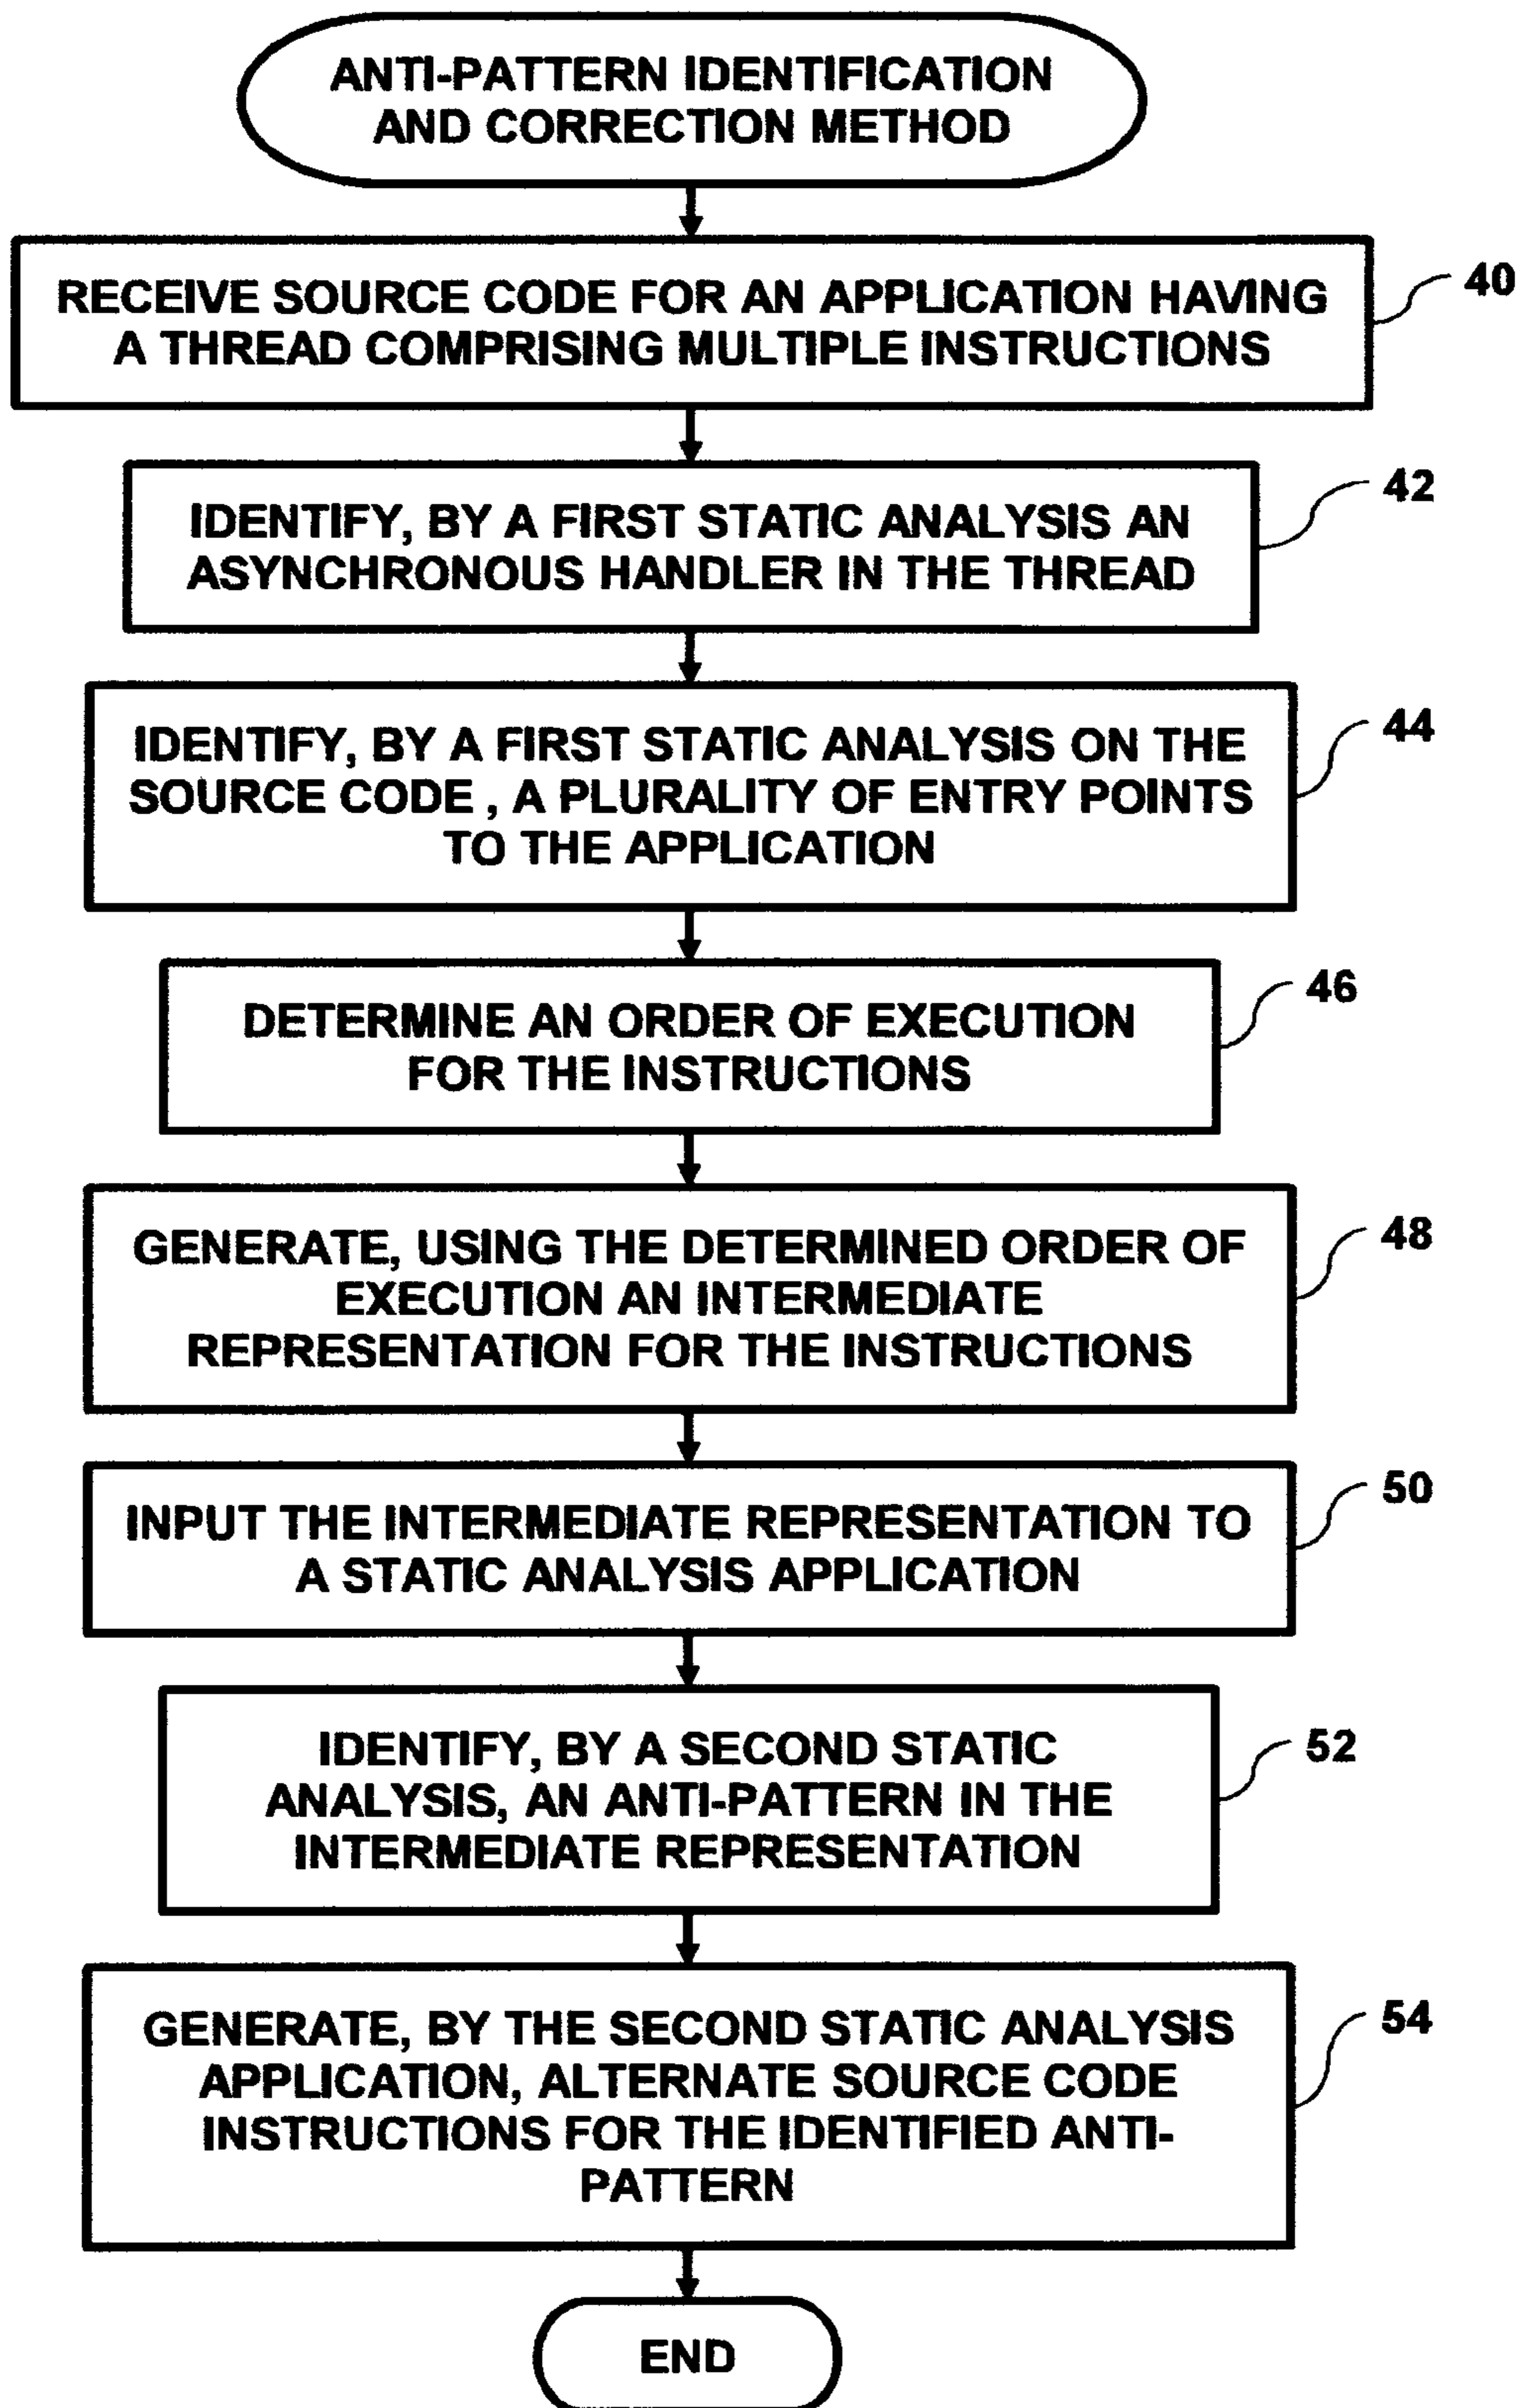 ANTI-PATTERN IDENTIFICATION
AND CORRECTION METHOD
RECEIVE SOURCE CODE FOR AN APPLICATION HAVING
A THREAD COMPRISING MULTIPLE INSTRUCTIONS
40
IDENTIFY, BY A FIRST STATIC ANALYSIS AN
ASYNCHRONOUS HANDLER IN THE THREAD
42
IDENTIFY, BY A FIRST STATIC ANALYSIS ON THE
SOURCE CODE , A PLURALITY OF ENTRY POINTS
TO THE APPLICATION
44
DETERMINE AN ORDER OF EXECUTION
FOR THE INSTRUCTIONS
46
GENERATE, USING THE DETERMINED ORDER OF
EXECUTION AN INTERMEDIATE
REPRESENTATION FOR THE INSTRUCTIONS
48
INPUT THE INTERMEDIATE REPRESENTATION TO
A STATIC ANALYSIS APPLICATION
50
IDENTIFY, BY A SECOND STATIC
ANALYSIS, AN ANTI-PATTERN IN THE
INTERMEDIATE REPRESENTATION
52
GENERATE, BY THE SECOND STATIC ANALYSIS
APPLICATION, ALTERNATE SOURCE CODE
INSTRUCTIONS FOR THE IDENTIFIED ANTI-
PATTERN
54
END